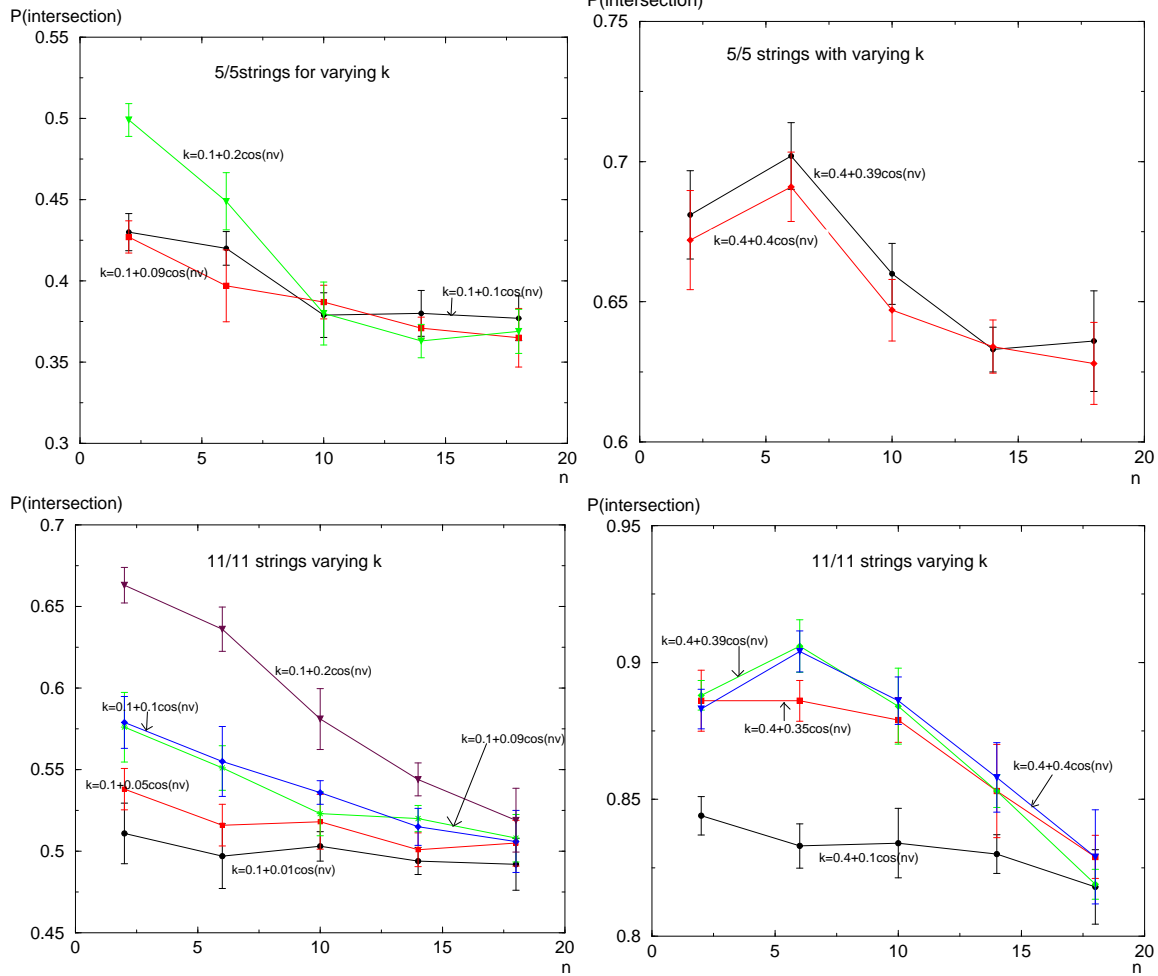 P(intersection)
0.55
0.5
0.45
0.4
0.35
0.3
5/5strings for varying k
k=0.1+0.2cos(nv)
k=0.1+0.09cos(nv)
k=0.1+0.1cos(nv)
0
5
10
15
20
n
P(intersection)
0.75
0.7
0.65
0.6
5/5 strings with varying k
k=0.4+0.39cos(nv)
k=0.4+0.4cos(nv)
0
5
10
15
20
n
P(intersection)
0.7
0.65
0.6
0.55
0.5
0.45
11/11 strings varying k
k=0.1+0.2cos(nv)
k=0.1+0.1cos(nv)
k=0.1+0.09cos(nv)
k=0.1+0.05cos(nv)
k=0.1+0.01cos(nv)
0
5
10
15
20
n
P(intersection)
0.95
0.9
0.85
0.8
11/11 strings varying k
k=0.4+0.39cos(nv)
k=0.4+0.35cos(nv)
k=0.4+0.4cos(nv)
k=0.4+0.1cos(nv)
0
5
10
15
20
n